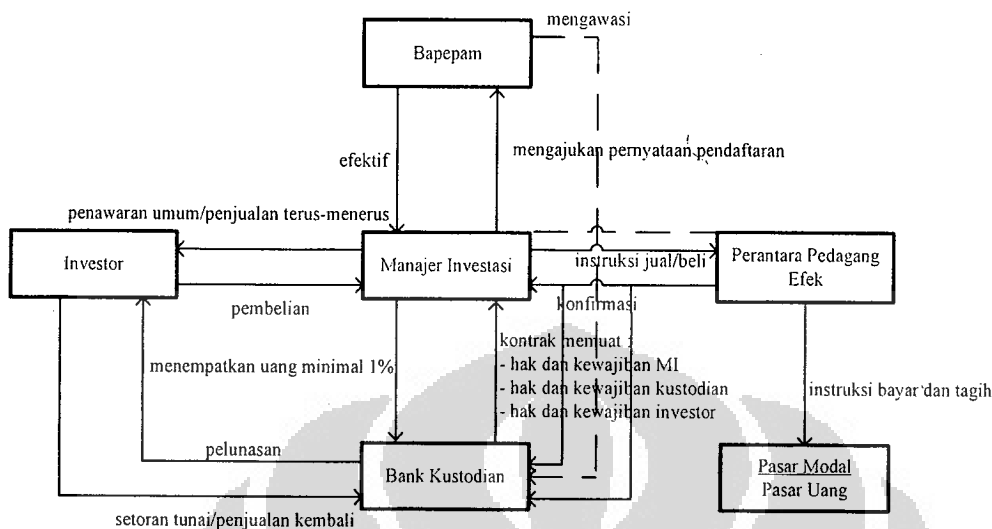 mengawasi
Bapepam
efektif
mengajukan pernyataan pendaftaran
penawaran umum/penjualan terus-menerus
Investor
Manajer Investasi
instruksi jual/beli
Perantara Pedagang
Efek
pembelian
konfirmasi
menempatkan uang minimal 1%
kontrak memuat :
- hak dan kewajiban MI
- hak dan kewajiban kustodian
- hak dan kewajiban investor
instruksi bayar dan tagih
pelunasan
Bank Kustodian
Pasar Modal
Pasar Uang
setoran tunai/penjualan kembali